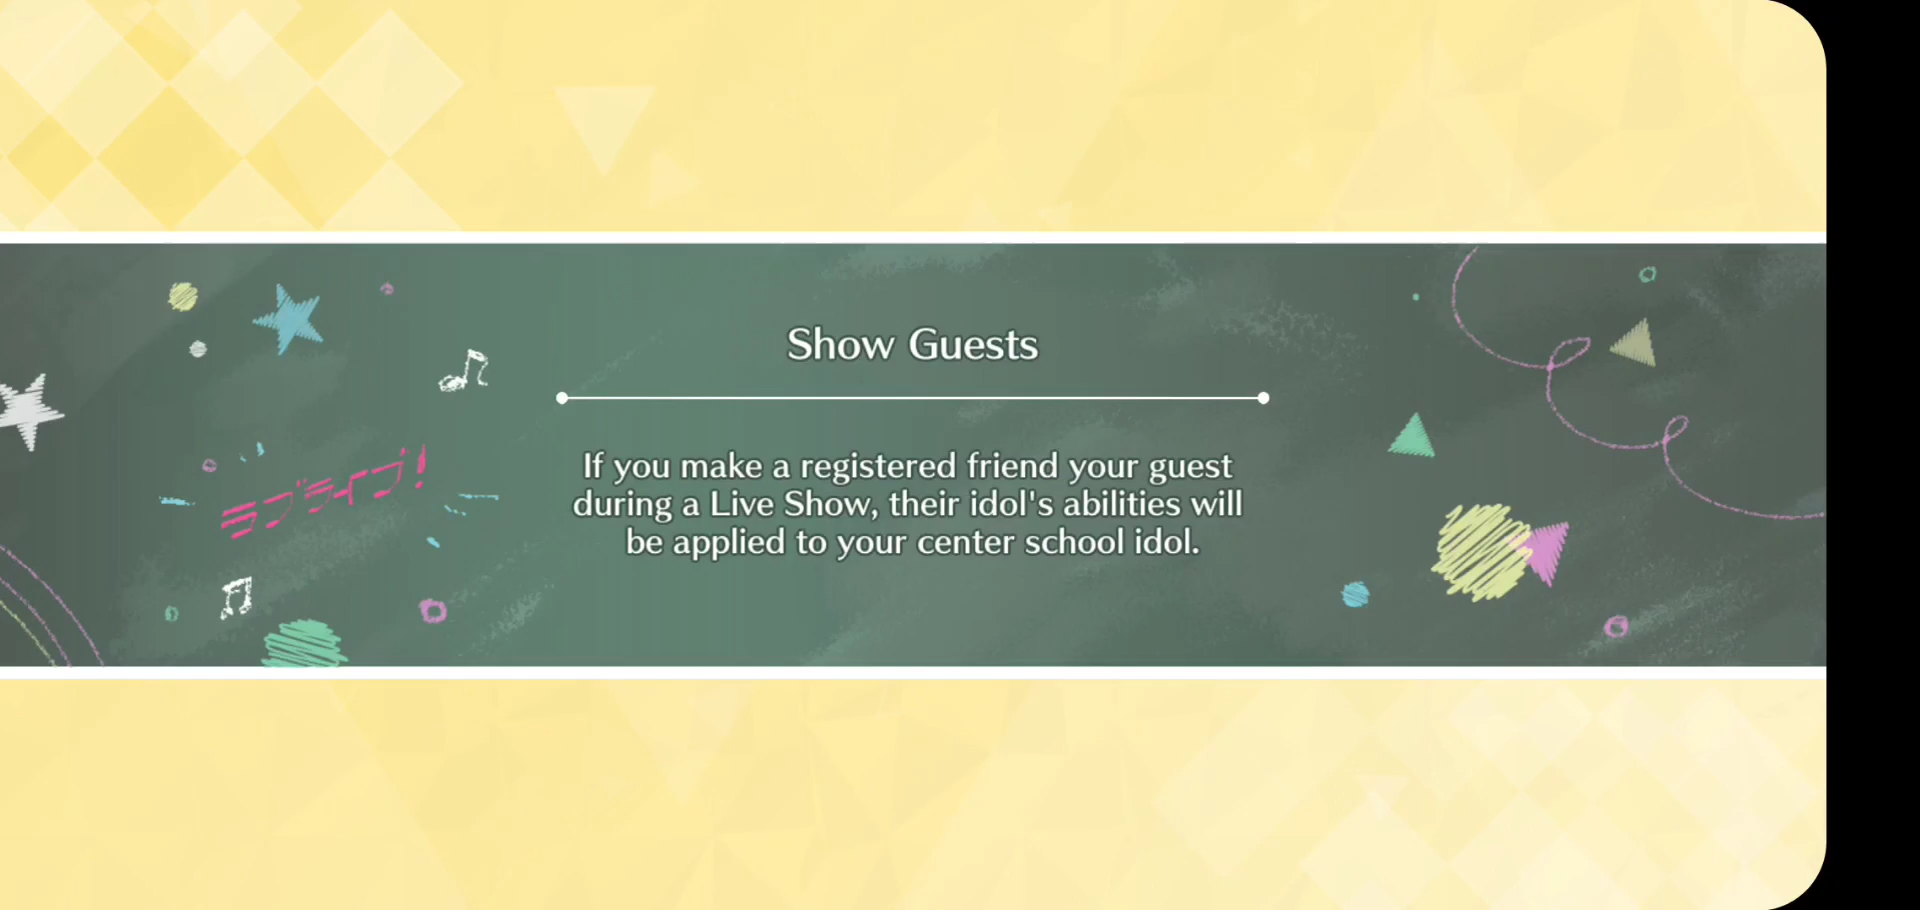 Show Guests
If you make a registered friend your guest
during a Live Show, their idol's abilities will
be applied to your center school idol.
ラブライブ!